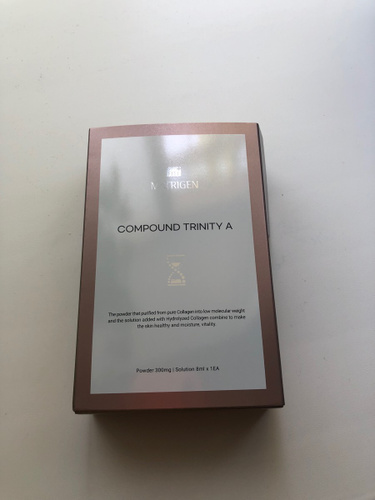 MATRIGEN
COMPOUND TRINITY A
The powder that purified from pure Collagen into low molecular weight
and the solution added with Hydrolyzed Collagen combine to make
the skin healthy and moisture, vitality.
Powder 300mg | Solution 8ml x 1EA